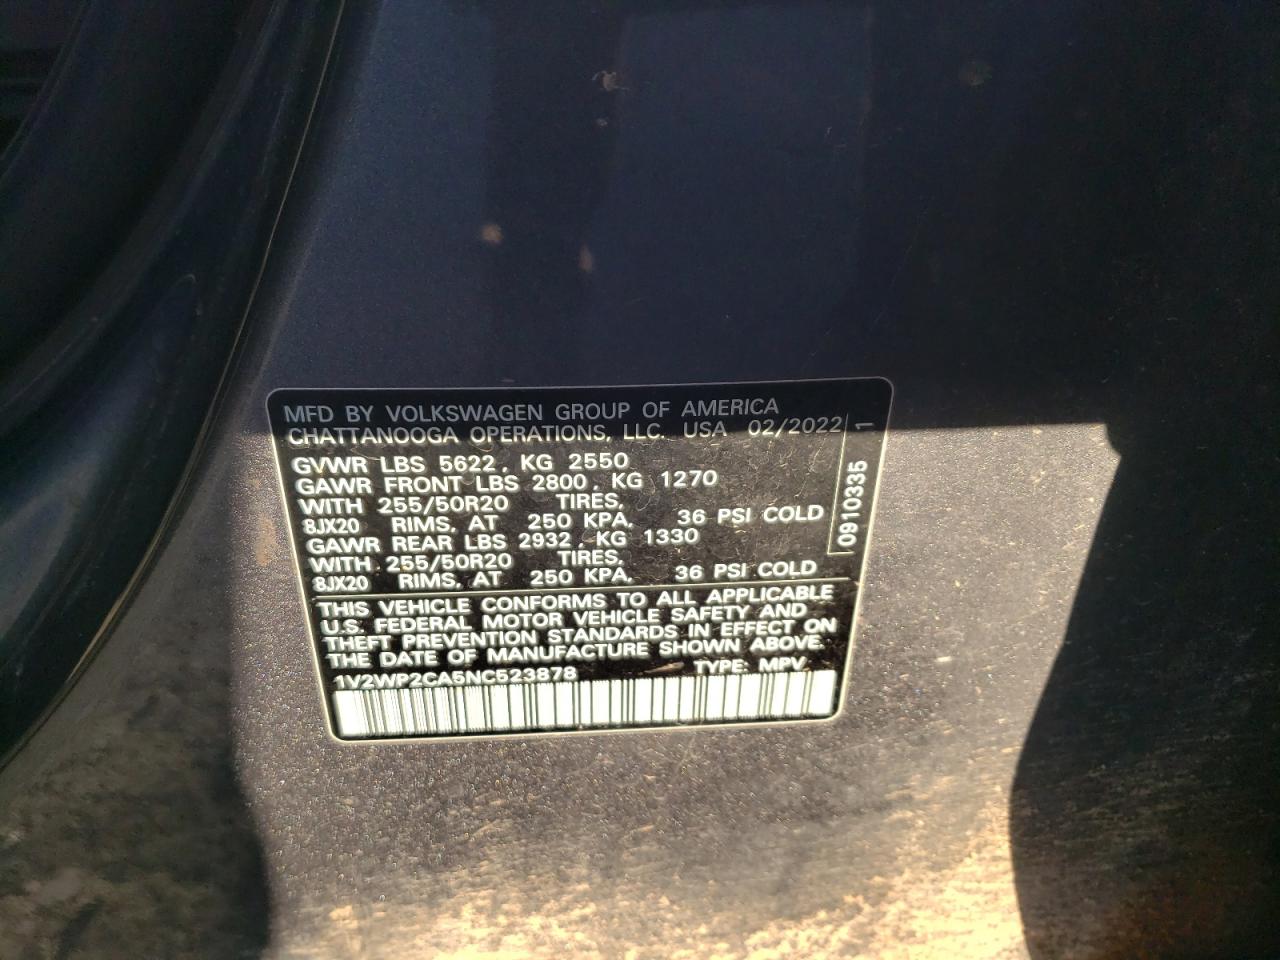 MFD BY VOLKSWAGEN GROUP OF AMERICA
CHATTANOOGA OPERATIONS, LLC. USA 02/2022
GVWR LBS 5622, KG 2550
GAWR FRONT LBS 2800, KG 1270
WITH 255/50R20 TIRES,
8JX20 RIMS, AT 250 KPA, 36 PSI COLD
GAWR REAR LBS 2932, KG 1330
WITH 255/50R20 TIRES,
8JX20 RIMS, AT 250 KPA, 36 PSI COLD
0910335 1
THIS VEHICLE CONFORMS TO ALL APPLICABLE
U.S. FEDERAL MOTOR VEHICLE SAFETY AND
THEFT PREVENTION STANDARDS IN EFFECT ON
THE DATE OF MANUFACTURE SHOWN ABOVE.
1V2WP2CA5NC523878 TYPE: MPV